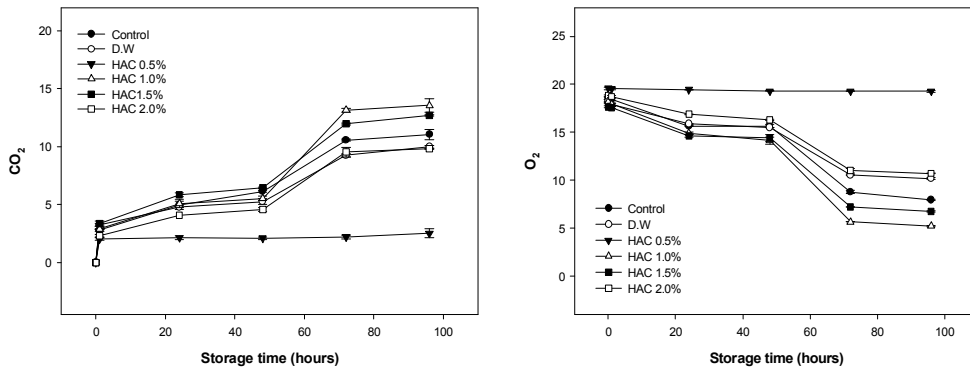 20
15
10
5
0
CO2
Control
D.W
HAC 0.5%
HAC 1.0%
HAC1.5%
HAC 2.0%
0 20 40 60 80 100
Storage time (hours)
25
20
15
10
5
0
O2
Control
D.W
HAC 0.5%
HAC 1.0%
HAC 1.5%
HAC 2.0%
0 20 40 60 80 100
Storage time (hours)